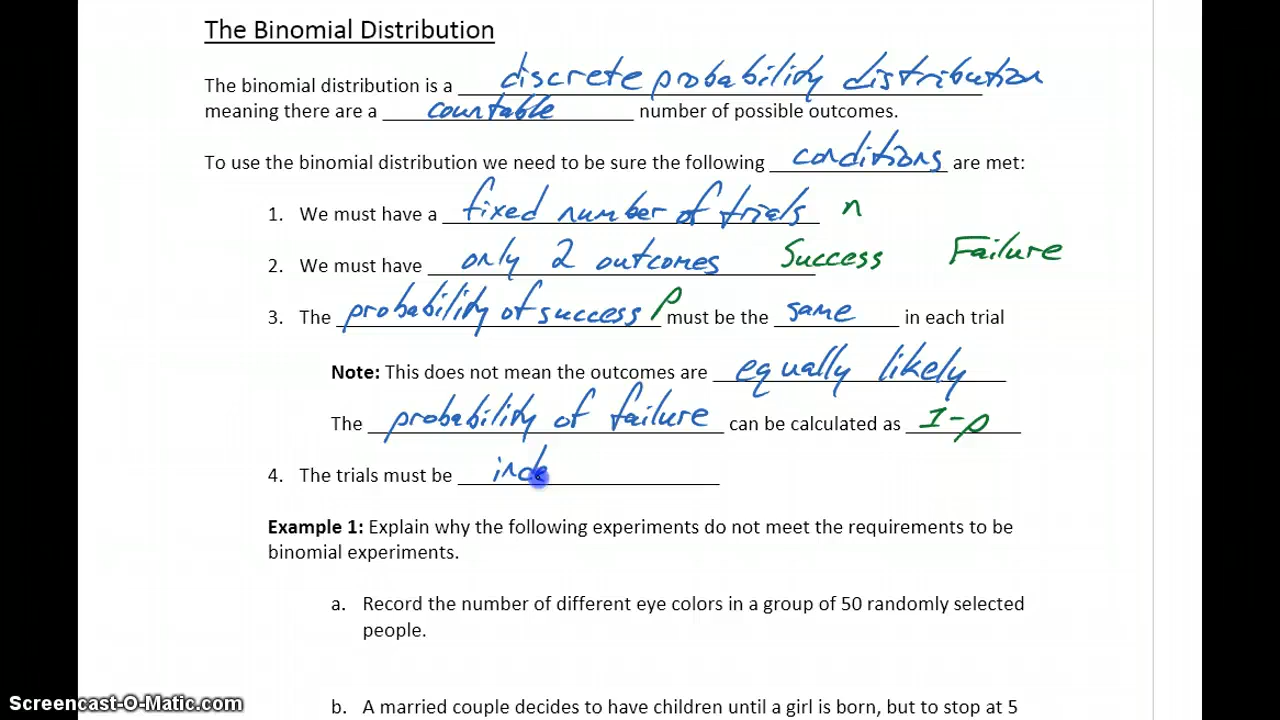 The Binomial Distribution
The binomial distribution is a discrete probability distribution
meaning there are a countable number of possible outcomes.
To use the binomial distribution we need to be sure the following conditions are met:
1. We must have a fixed number of trials n
2. We must have only 2 outcomes Success Failure
3. The probability of success p must be the same in each trial
Note: This does not mean the outcomes are equally likely
The probability of failure can be calculated as 1-p
4. The trials must be inde
Example 1: Explain why the following experiments do not meet the requirements to be
binomial experiments.
a. Record the number of different eye colors in a group of 50 randomly selected
people.
b. A married couple decides to have children until a girl is born, but to stop at 5
Screencast-O-Matic.com